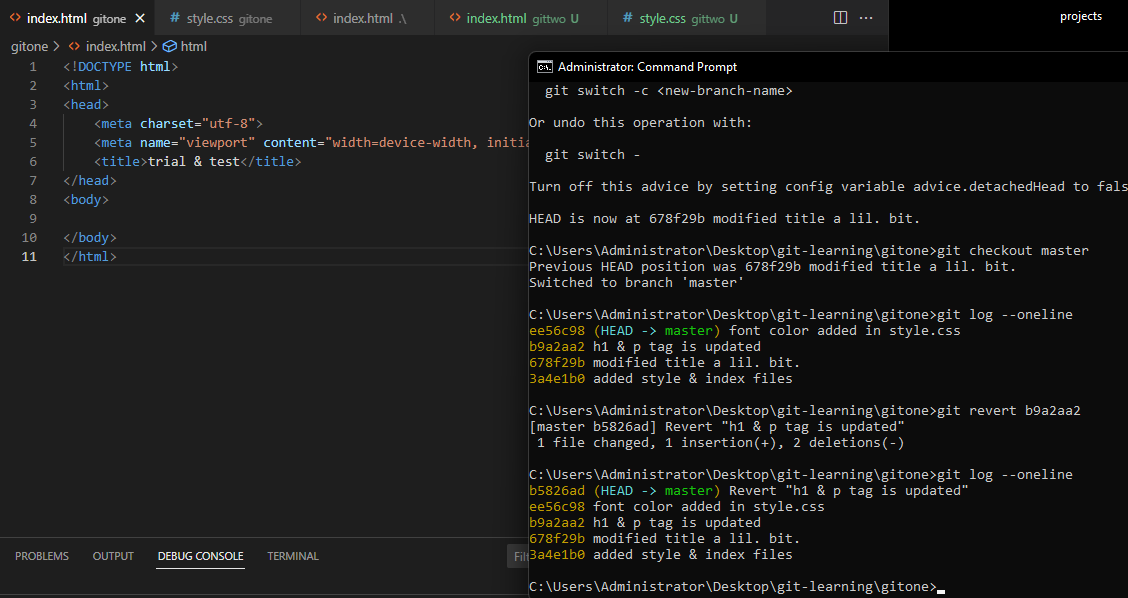 index.html gitone
style.css gitone
index.html .\
index.html gittwo U
style.css gittwo U
projects
gitone > index.html > html
1 <!DOCTYPE html>
2 <html>
3 <head>
4 <meta charset="utf-8">
5 <meta name="viewport" content="width=device-width, initia
6 <title>trial & test</title>
7 </head>
8 <body>
9
10 </body>
11 </html>
PROBLEMS OUTPUT DEBUG CONSOLE TERMINAL
Filt
Administrator: Command Prompt
git switch -c <new-branch-name>
Or undo this operation with:
git switch -
Turn off this advice by setting config variable advice.detachedHead to fals
HEAD is now at 678f29b modified title a lil. bit.
C:\Users\Administrator\Desktop\git-learning\gitone>git checkout master
Previous HEAD position was 678f29b modified title a lil. bit.
Switched to branch 'master'
C:\Users\Administrator\Desktop\git-learning\gitone>git log --oneline
ee56c98 (HEAD -> master) font color added in style.css
b9a2aa2 h1 & p tag is updated
678f29b modified title a lil. bit.
3a4e1b0 added style & index files
C:\Users\Administrator\Desktop\git-learning\gitone>git revert b9a2aa2
[master b5826ad] Revert "h1 & p tag is updated"
1 file changed, 1 insertion(+), 2 deletions(-)
C:\Users\Administrator\Desktop\git-learning\gitone>git log --oneline
b5826ad (HEAD -> master) Revert "h1 & p tag is updated"
ee56c98 font color added in style.css
b9a2aa2 h1 & p tag is updated
678f29b modified title a lil. bit.
3a4e1b0 added style & index files
C:\Users\Administrator\Desktop\git-learning\gitone>